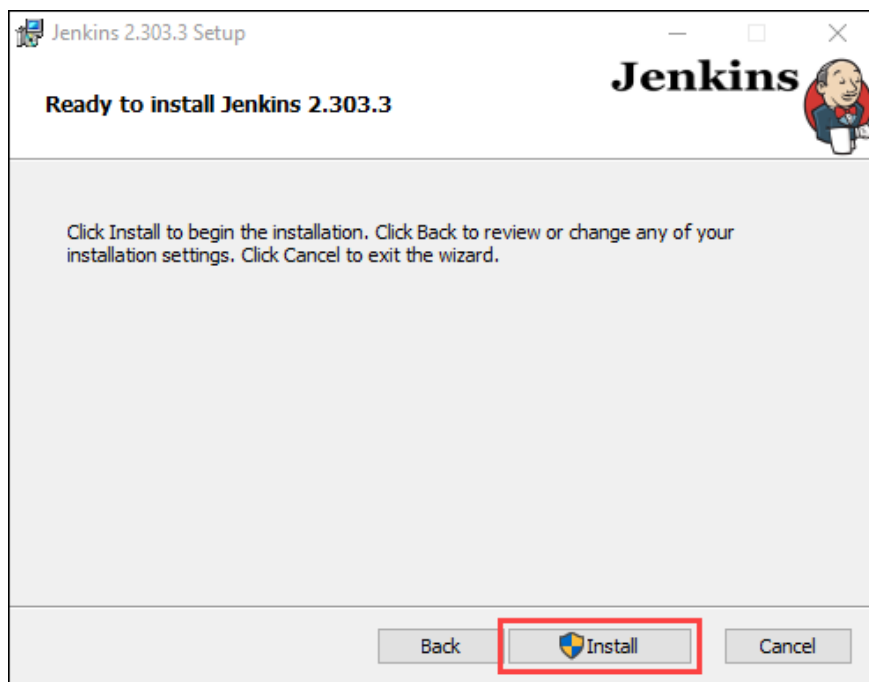 Jenkins 2.303.3 Setup
Jenkins
Ready to install Jenkins 2.303.3
Click Install to begin the installation. Click Back to review or change any of your
installation settings. Click Cancel to exit the wizard.
Back Install Cancel